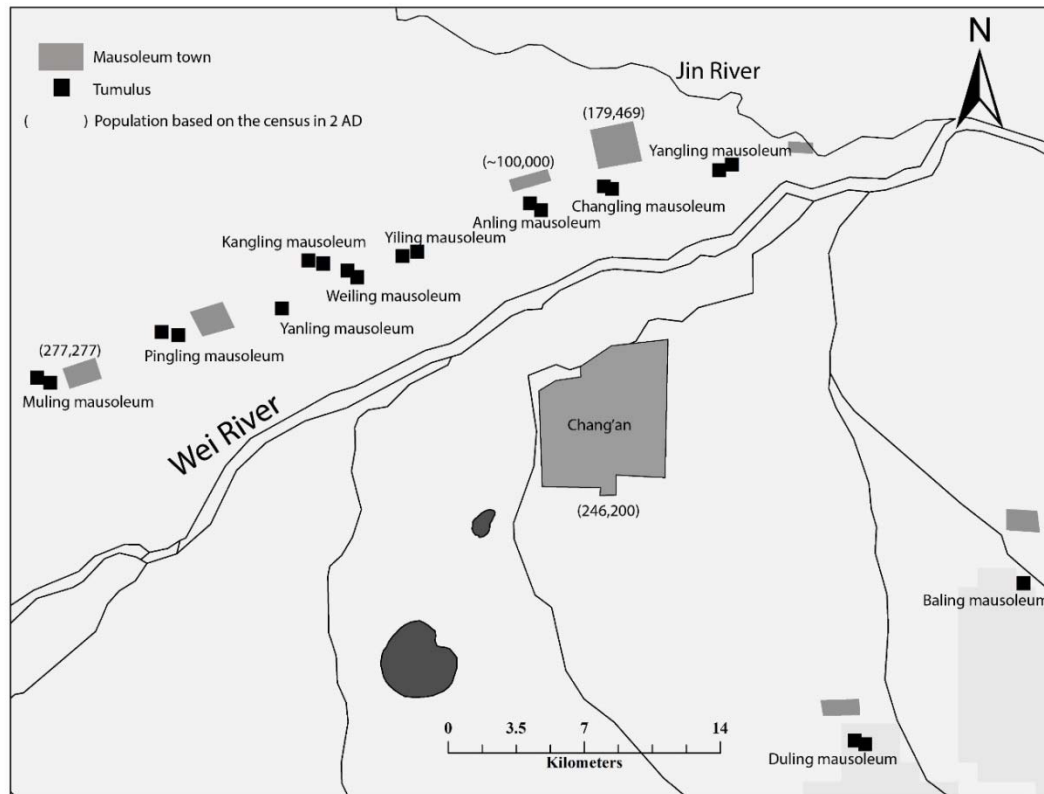 Mausoleum town
Tumulus
( ) Population based on the census in 2 AD
N
Jin River
(179,469)
Yangling mausoleum
(~100,000)
Changling mausoleum
Anling mausoleum
Yiling mausoleum
Kangling mausoleum
Weiling mausoleum
Yanling mausoleum
Pingling mausoleum
(277,277)
Muling mausoleum
Wei River
Chang'an
(246,200)
Baling mausoleum
Duling mausoleum
0 3.5 7 14
Kilometers